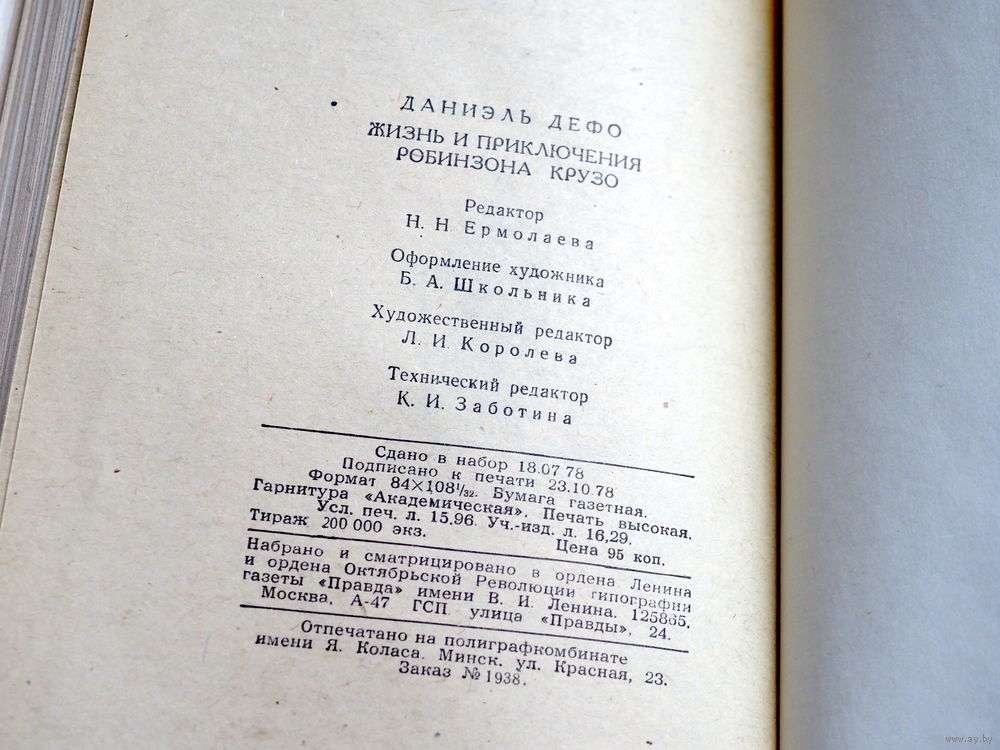 ДАНИЭЛЬ ДЕФО
ЖИЗНЬ И ПРИКЛЮЧЕНИЯ
РОБИНЗОНА КРУЗО
Редактор
Н. Н Ермолаева
Оформление художника
Б. А. Школьника
Художественный редактор
Л. И. Королева
Технический редактор
К. И. Заботина
Сдано в набор 18.07 78
Подписано к печати 23.10.78
Формат 84×108¹/₃₂. Бумага газетная.
Гарнитура «Академическая». Печать высокая.
Усл. печ. л. 15,96. Уч.-изд. л. 16,29.
Тираж 200 000 экз. Цена 95 коп.
Набрано и сматрицировано в ордена Ленина
и ордена Октябрьской Революции типографии
газеты «Правда» имени В. И. Ленина. 125865.
Москва, А-47 ГСП улица «Правды», 24.
Отпечатано на полиграфкомбинате
имени Я. Коласа. Минск. ул. Красная, 23.
Заказ № 1938.
www.ay.by